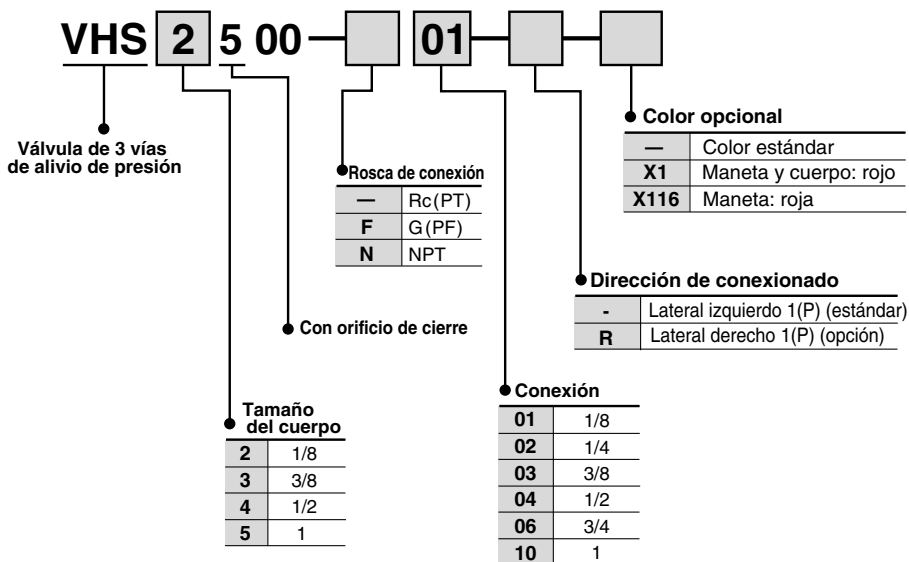 VHS 2 5 00 — 01 — —
Válvula de 3 vías
de alivio de presión
Color opcional
— Color estándar
X1 Maneta y cuerpo: rojo
X116 Maneta: roja
Rosca de conexión
— Rc(PT)
F G(PF)
N NPT
Dirección de conexionado
- Lateral izquierdo 1(P) (estándar)
R Lateral derecho 1(P) (opción)
Con orificio de cierre
Conexión
01 1/8
02 1/4
03 3/8
04 1/2
06 3/4
10 1
Tamaño
del cuerpo
2 1/8
3 3/8
4 1/2
5 1